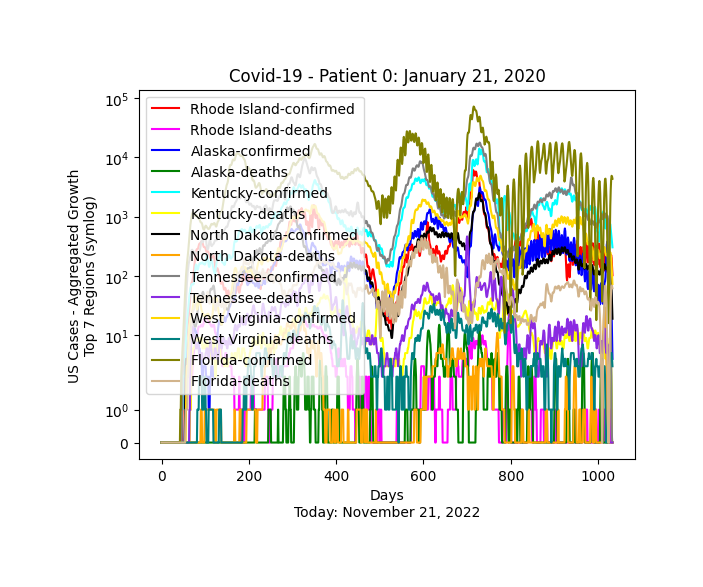 Covid-19 - Patient 0: January 21, 2020
US Cases - Aggregated Growth
Top 7 Regions (symlog)
10^5
10^4
10^3
10^2
10^1
10^0
0
Rhode Island-confirmed
Rhode Island-deaths
Alaska-confirmed
Alaska-deaths
Kentucky-confirmed
Kentucky-deaths
North Dakota-confirmed
North Dakota-deaths
Tennessee-confirmed
Tennessee-deaths
West Virginia-confirmed
West Virginia-deaths
Florida-confirmed
Florida-deaths
0 200 400 600 800 1000
Days
Today: November 21, 2022